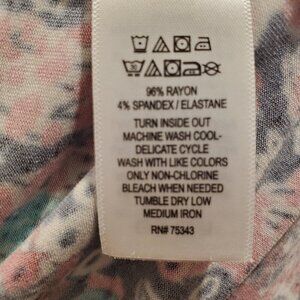 96% RAYON
4% SPANDEX / ELASTANE
TURN INSIDE OUT
MACHINE WASH COOL-
DELICATE CYCLE
WASH WITH LIKE COLORS
ONLY NON-CHLORINE
BLEACH WHEN NEEDED
TUMBLE DRY LOW
MEDIUM IRON
RN# 75343